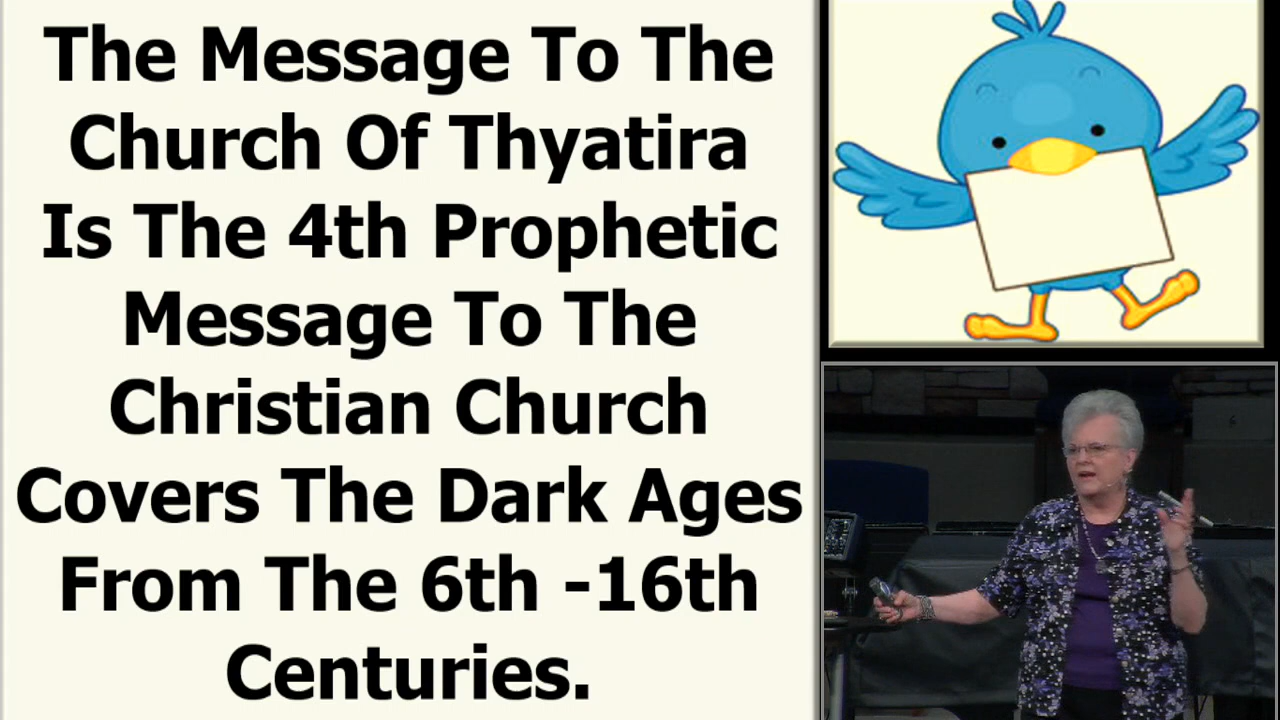 The Message To The
Church Of Thyatira
Is The 4th Prophetic
Message To The
Christian Church
Covers The Dark Ages
From The 6th -16th
Centuries.